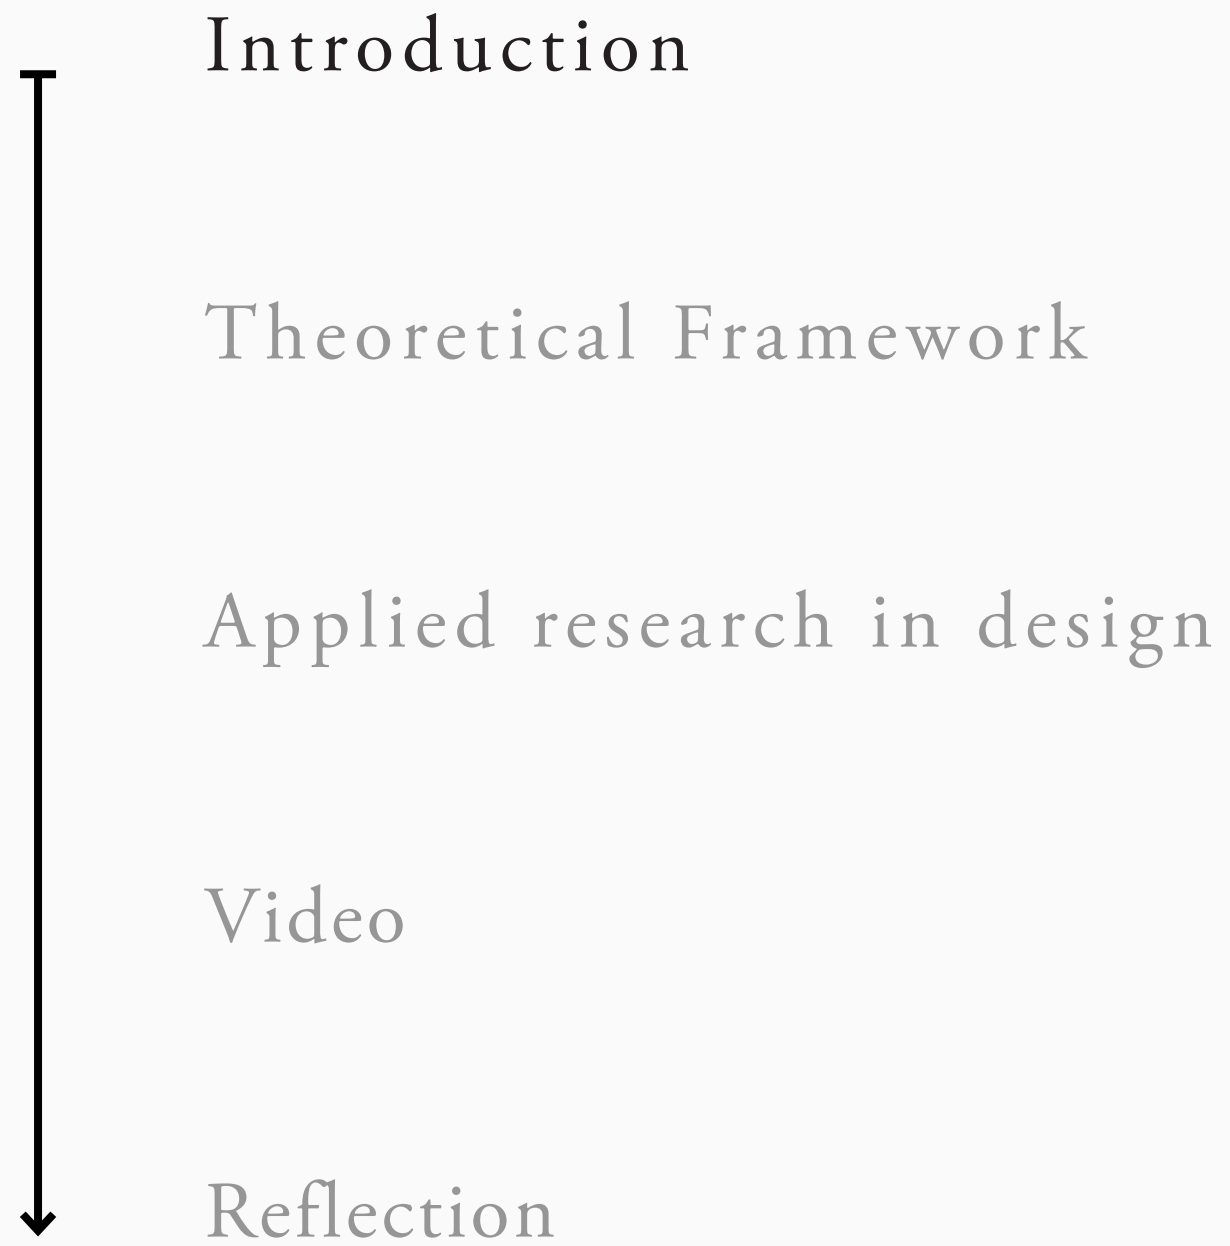 Introduction
Theoretical Framework
Applied research in design
Video
Reflection